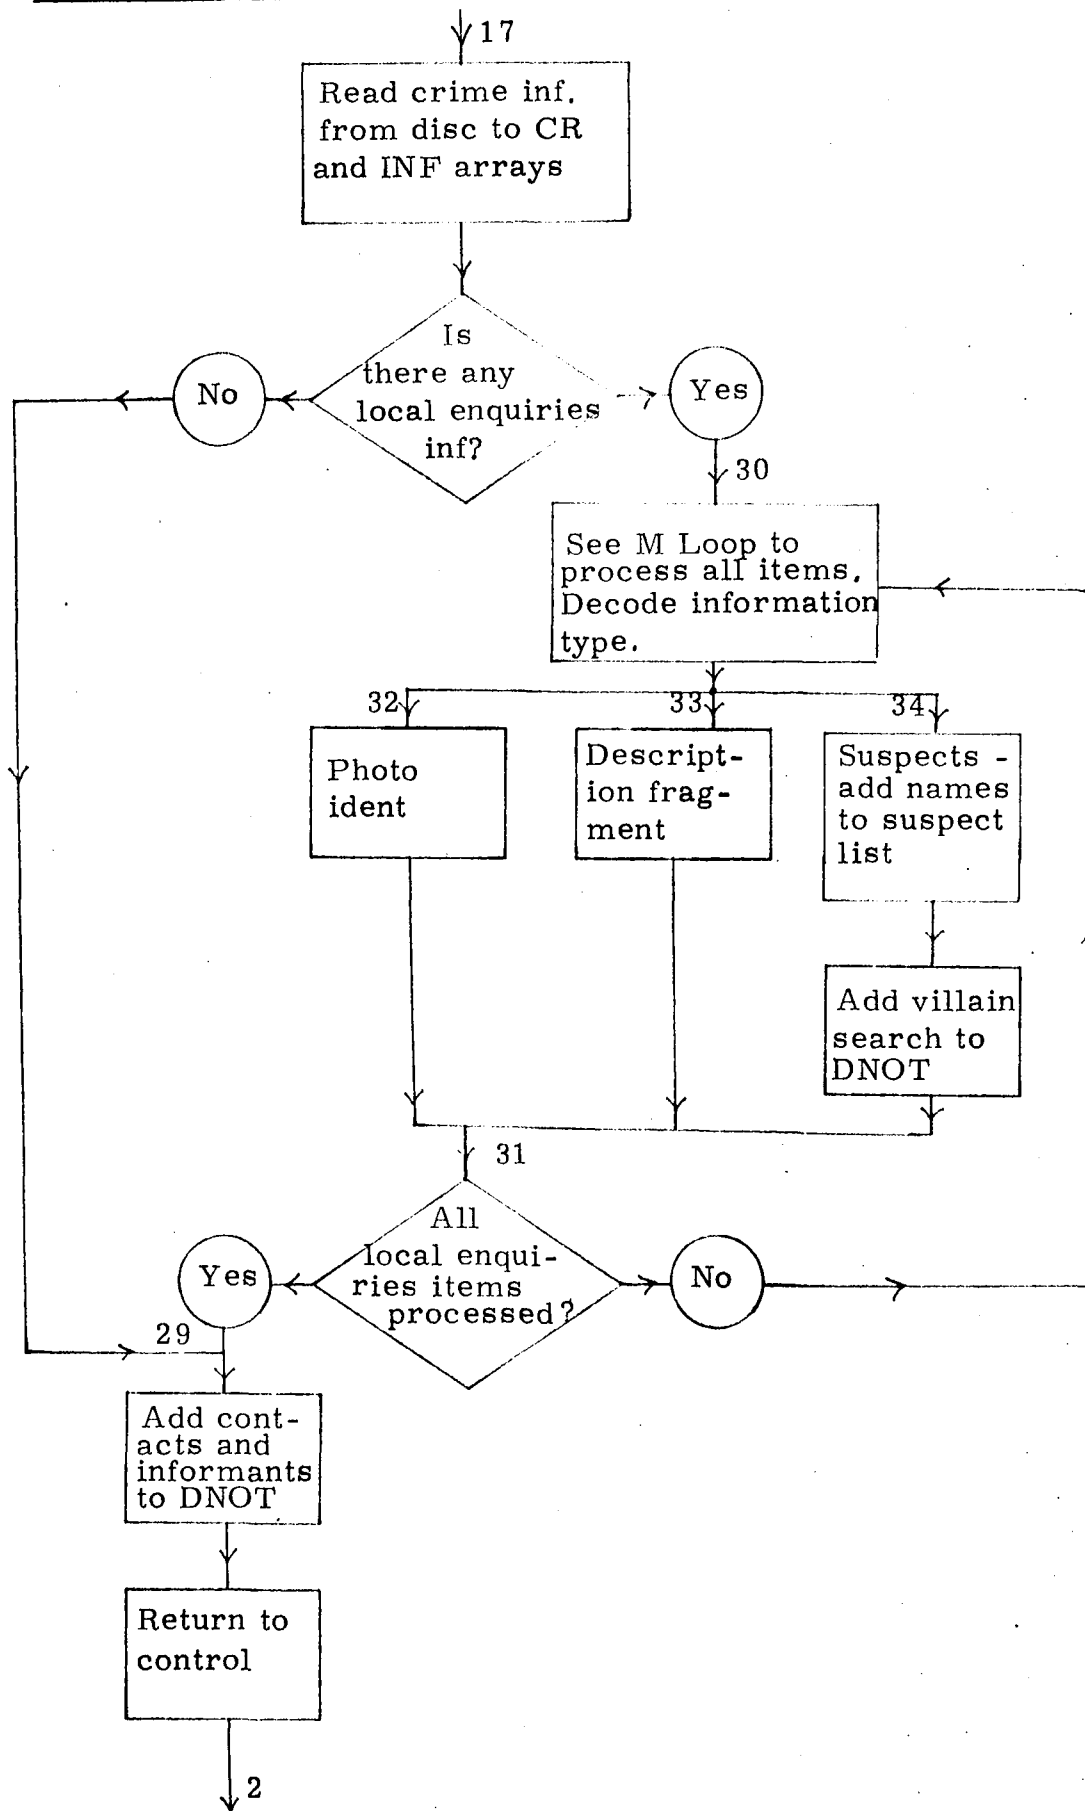 17
Read crime inf.
from disc to CR
and INF arrays
Is
there any
local enquiries
inf?
No
Yes
30
See M Loop to
process all items.
Decode information
type.
32
33
34
Photo
ident
Descript-
ion frag-
ment
Suspects -
add names
to suspect
list
Add villain
search to
DNOT
31
All
local enqui-
ries items
processed?
Yes
No
29
Add cont-
acts and
informants
to DNOT
Return to
control
2